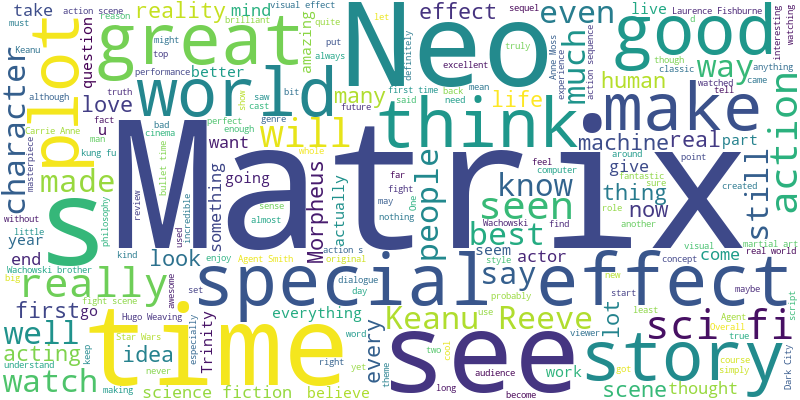 take
action scene
reason
Keanu
must
although
plot
u
Carrie Anne
masterpiece
character
man
fact
kung fu
without
little
year
end
Wachowski brother
big
first
go
fight scene
well
Star Wars
acting
keep
understand
watch
making
never
idea
science fiction
believe
reality
might
top
performance
question
love
truth
great
brilliant
mind
always
saw
cast
better
amazing
show
world
many
bad
cinema
perfect
enough
bullet time
genre
will
whole
want
made
going
far
sense
almost
review
used
something
incredible
philosophy
s
kind
enjoy
look
Agent Smith
set
original
really
Hugo Weaving
awesome
especially
Trinity
everything
word
right
time
yet
theme
every
visual effect
effect
quite
put
bit
future
Neo
let
definitely
excellent
mean
first time
said
back
need
life
think
Matrix
Morpheus
actually
fight
may
nothing
One
people
feel
computer
know
Wachowski
seen
find
best
seem
actor
action s
dialogue
day
style
say
special effect
probably
use
Keanu Reeve
viewer
two
cool
long
audience
become
see
work
start
new
lot
story
scene
thought
sequel
truly
Anne Moss
experience
action sequence
much
even
Laurence Fishburne
though
classic
watched
came
tell
good
way
live
interesting
watching
anything
d
make
human
machine
real
part
give
around
point
thing
now
fantastic
sure
role
another
created
still
action
visual
martial art
real world
come
concept
maybe
sci fi
least
Agent
Overall
true
got
course
simply
script
Dark City